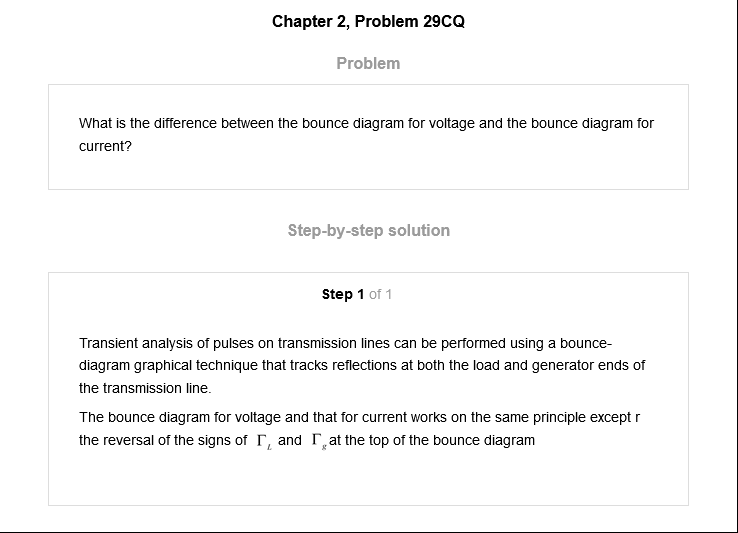 Chapter 2, Problem 29CQ
Problem
What is the difference between the bounce diagram for voltage and the bounce diagram for
current?
Step-by-step solution
Step 1 of 1
Transient analysis of pulses on transmission lines can be performed using a bounce-
diagram graphical technique that tracks reflections at both the load and generator ends of
the transmission line.
The bounce diagram for voltage and that for current works on the same principle except r
the reversal of the signs of Γ_L and Γ_g at the top of the bounce diagram